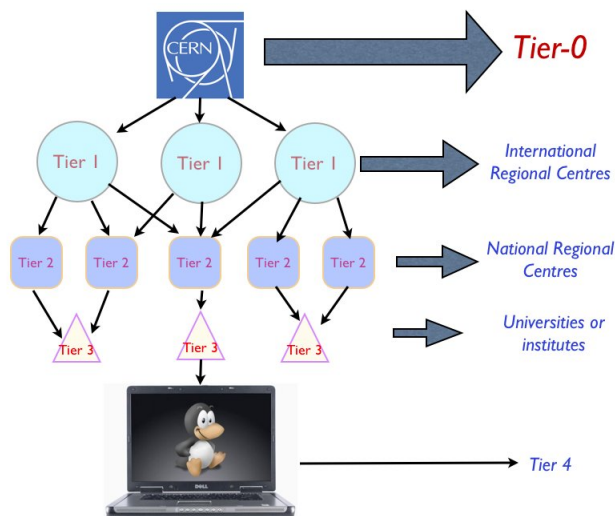 CERN
Tier-0
Tier 1
Tier 1
Tier 1
International
Regional Centres
Tier 2
Tier 2
Tier 2
Tier 2
Tier 2
National Regional
Centres
Tier 3
Tier 3
Tier 3
Universities or
institutes
DELL
Tier 4